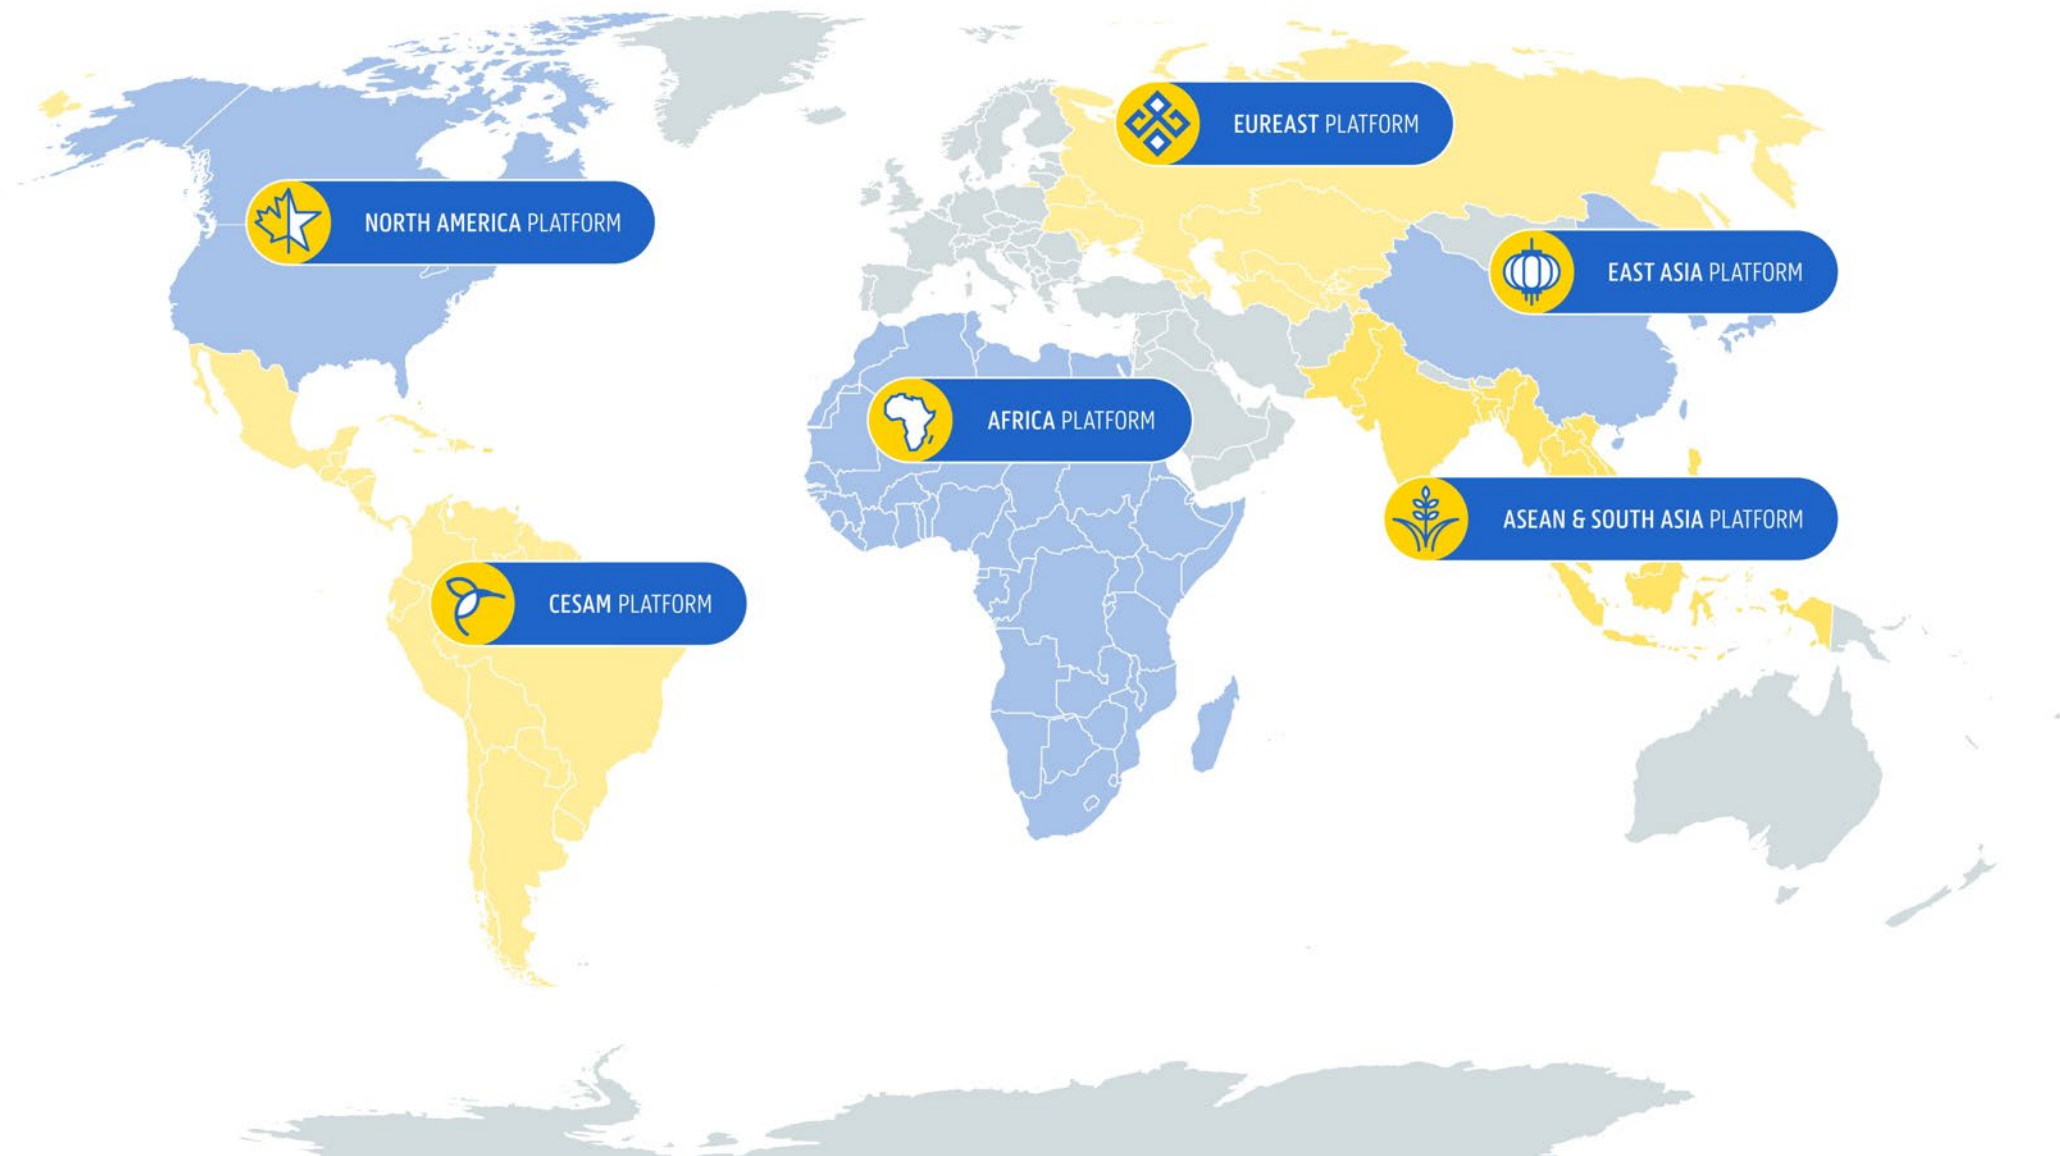 EUREAST PLATFORM
NORTH AMERICA PLATFORM
EAST ASIA PLATFORM
AFRICA PLATFORM
ASEAN & SOUTH ASIA PLATFORM
CESAM PLATFORM